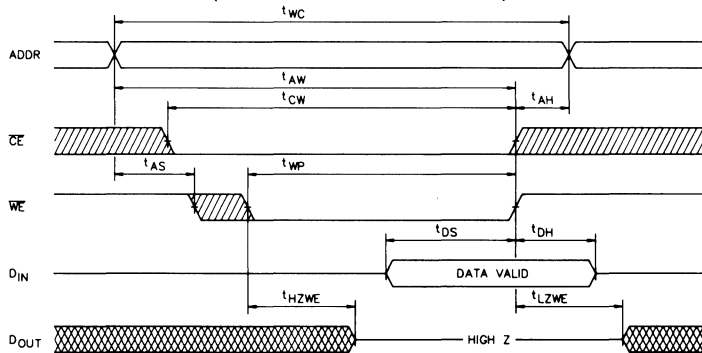 tWC
ADDR
tAW
tCW
tAH
CE
tAS
tWP
WE
tDS
tDH
DIN
DATA VALID
tHZWE
tLZWE
DOUT
HIGH Z